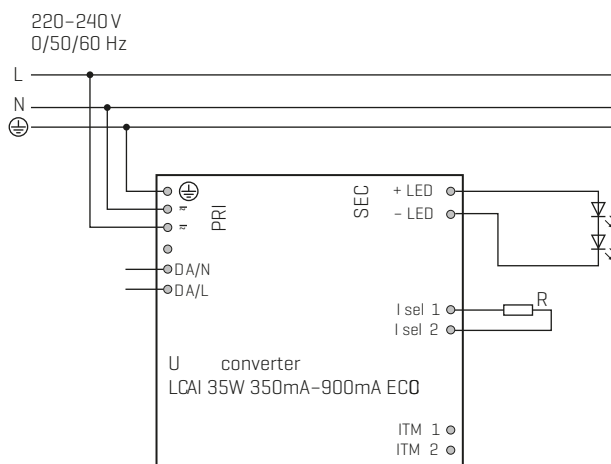 220–240 V
0/50/60 Hz
L
N
PRI
SEC
+ LED
– LED
DA/N
DA/L
I sel 1
R
I sel 2
U converter
LCAI 35W 350mA–900mA ECO
ITM 1
ITM 2